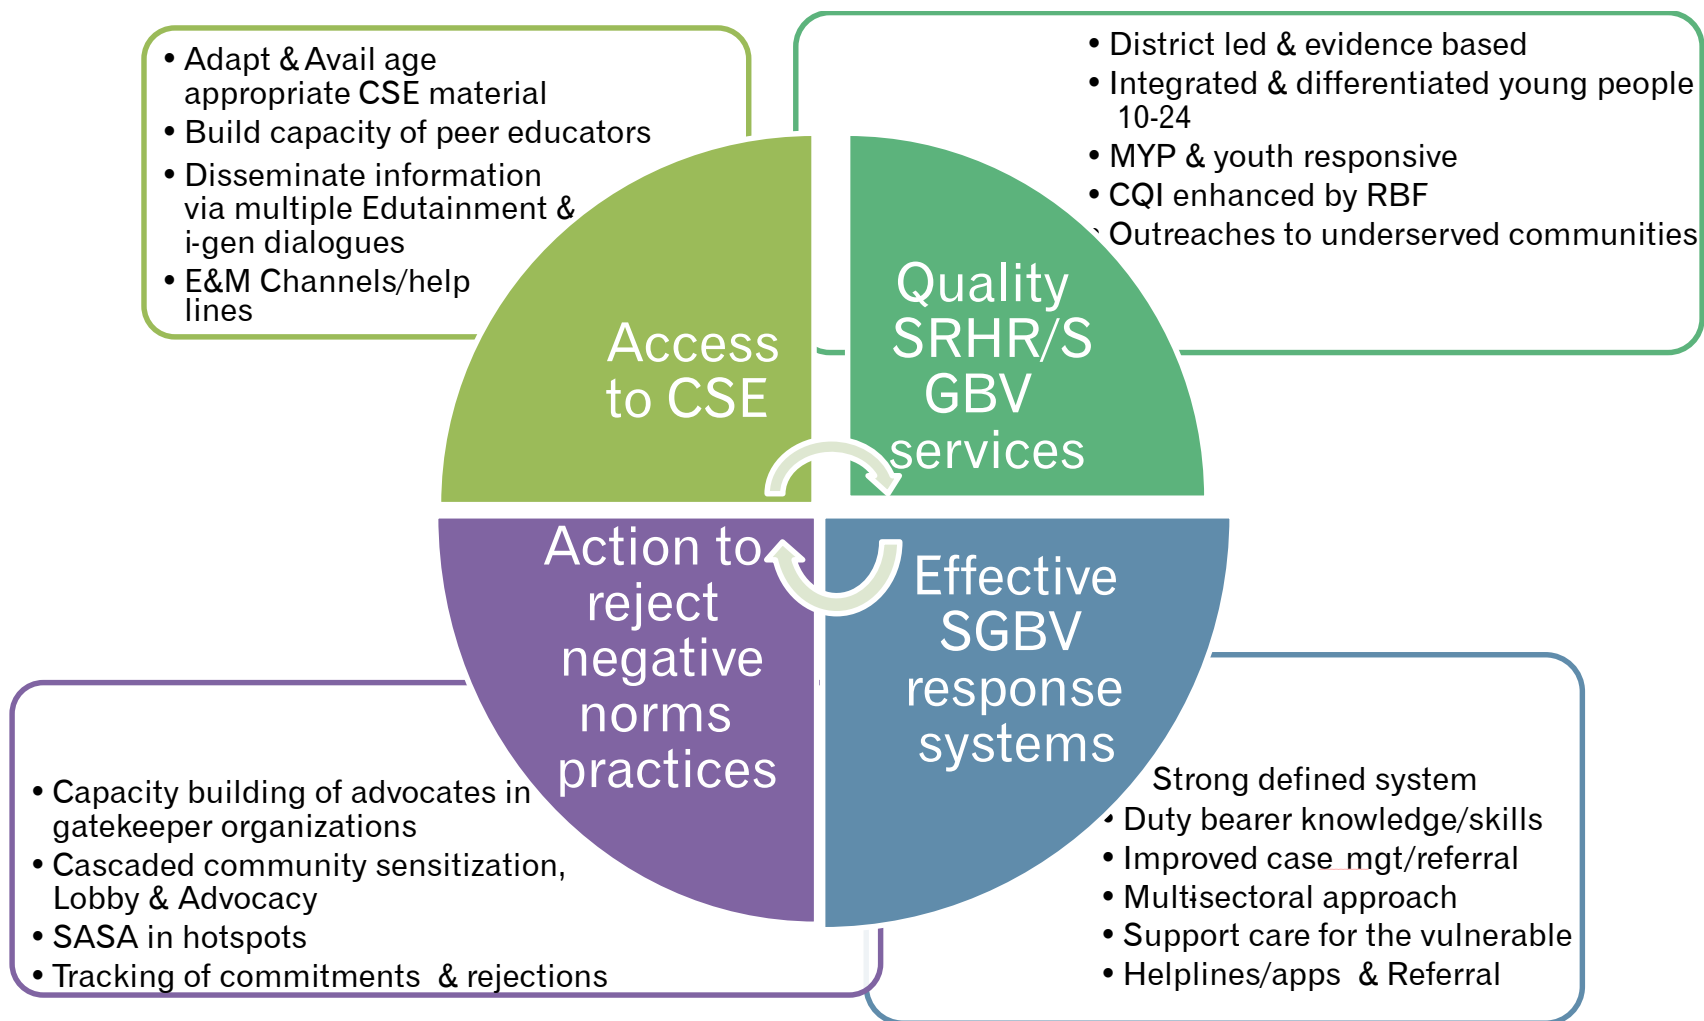 • Adapt & Avail age
appropriate CSE material
• Build capacity of peer educators
• Disseminate information
via multiple Edutainment &
i-gen dialogues
• E&M Channels/help
lines
• District led & evidence based
• Integrated & differentiated young people
10-24
• MYP & youth responsive
• CQI enhanced by RBF
• Outreaches to underserved communities
Access
to CSE
Quality
SRHR/S
GBV
services
Action to
reject
negative
norms
practices
Effective
SGBV
response
systems
• Capacity building of advocates in
gatekeeper organizations
• Cascaded community sensitization,
Lobby & Advocacy
• SASA in hotspots
• Tracking of commitments & rejections
Strong defined system
• Duty bearer knowledge/skills
• Improved case mgt/referral
• Multi-sectoral approach
• Support care for the vulnerable
• Helplines/apps & Referral